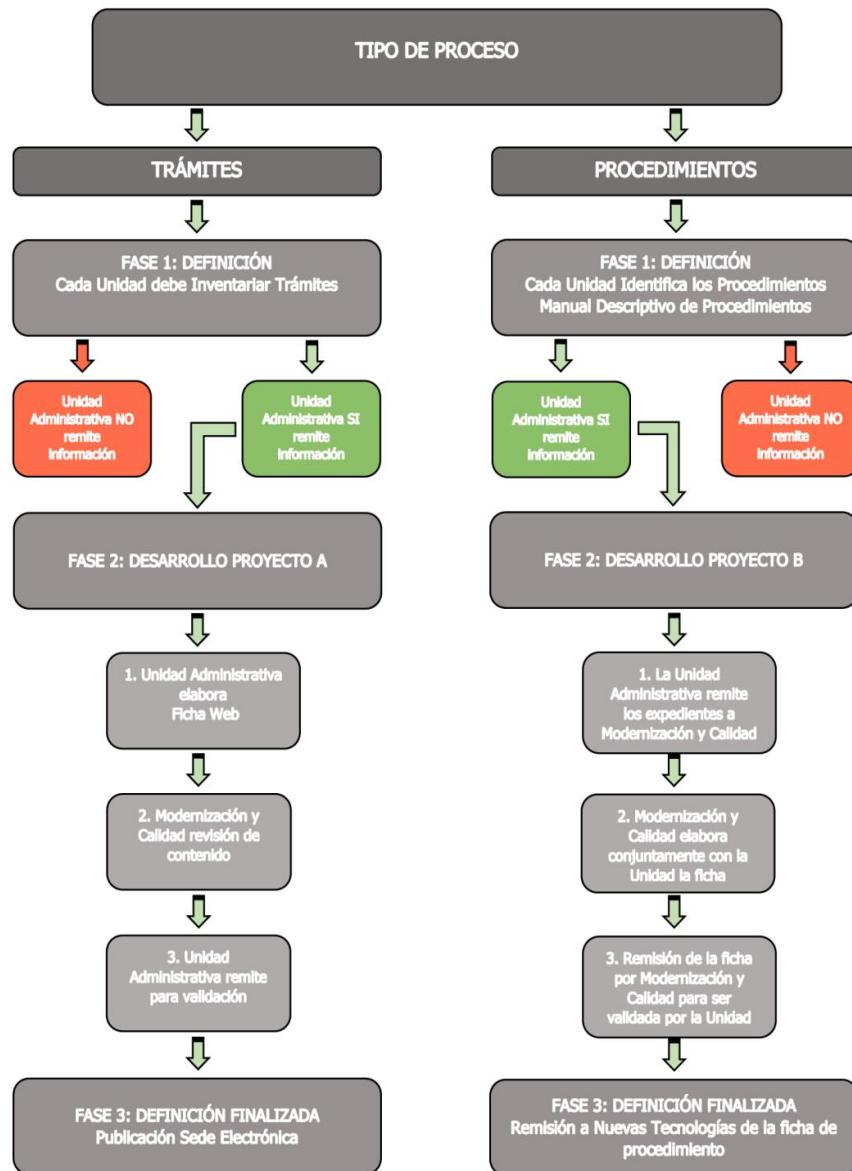 TIPO DE PROCESO
TRÁMITES
FASE 1: DEFINICIÓN
Cada Unidad debe Inventariar Trámites
Unidad
Administrativa NO
remite
información
Unidad
Administrativa SI
remite
información
FASE 2: DESARROLLO PROYECTO A
1. Unidad Administrativa
elabora
Ficha Web
2. Modernización y
Calidad revisión de
contenido
3. Unidad
Administrativa remite
para validación
FASE 3: DEFINICIÓN FINALIZADA
Publicación Sede Electrónica
PROCEDIMIENTOS
FASE 1: DEFINICIÓN
Cada Unidad Identifica los Procedimientos
Manual Descriptivo de Procedimientos
Unidad
Administrativa SI
remite
información
Unidad
Administrativa NO
remite
información
FASE 2: DESARROLLO PROYECTO B
1. La Unidad
Administrativa remite
los expedientes a
Modernización y Calidad
2. Modernización y
Calidad elabora
conjuntamente con la
Unidad la ficha
3. Remisión de la ficha
por Modernización y
Calidad para ser
validada por la Unidad
FASE 3: DEFINICIÓN FINALIZADA
Remisión a Nuevas Tecnologías de la ficha de
procedimiento